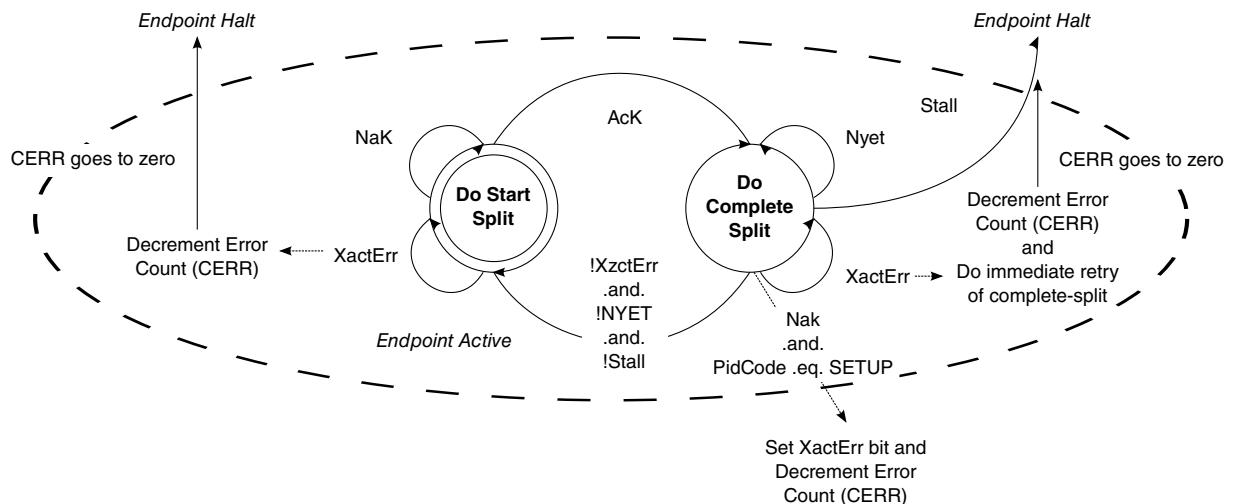 Endpoint Halt
Endpoint Halt
AcK
Stall
NaK
Nyet
CERR goes to zero
CERR goes to zero
Do Start
Split
Do
Complete
Split
Decrement Error
Count (CERR)
and
Do immediate retry
of complete-split
Decrement Error
Count (CERR)
XactErr
!XzctErr
.and.
!NYET
.and.
!Stall
XactErr
Endpoint Active
Nak
.and.
PidCode .eq. SETUP
Set XactErr bit and
Decrement Error
Count (CERR)